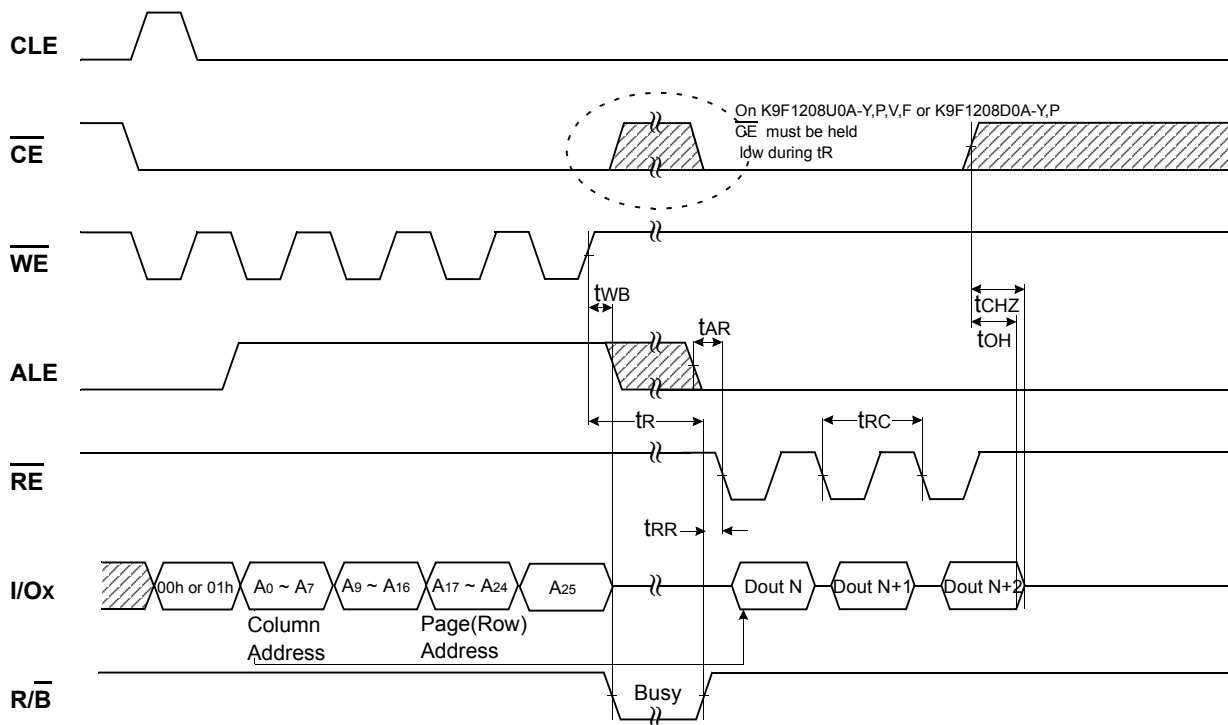 CLE
On K9F1208U0A-Y,P,V,F or K9F1208D0A-Y,P
CE must be held
low during tR
CE
WE
tWB
tCHZ
tAR
tOH
ALE
tR
tRC
RE
tRR
I/Ox
00h or 01h
A0 ~ A7
A9 ~ A16
A17 ~ A24
A25
Dout N
Dout N+1
Dout N+2
Column
Address
Page(Row)
Address
R/B
Busy